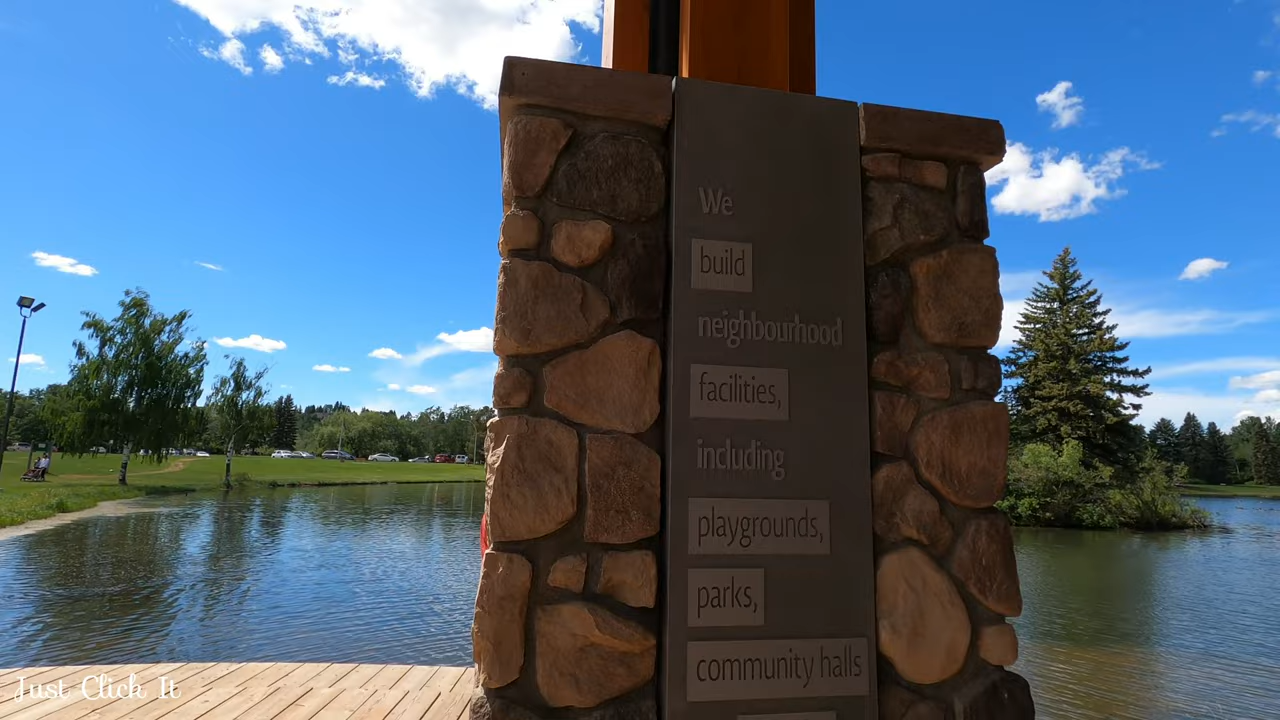 We
build
neighbourhood
facilities,
including
playgrounds,
parks,
community halls
Just Click It